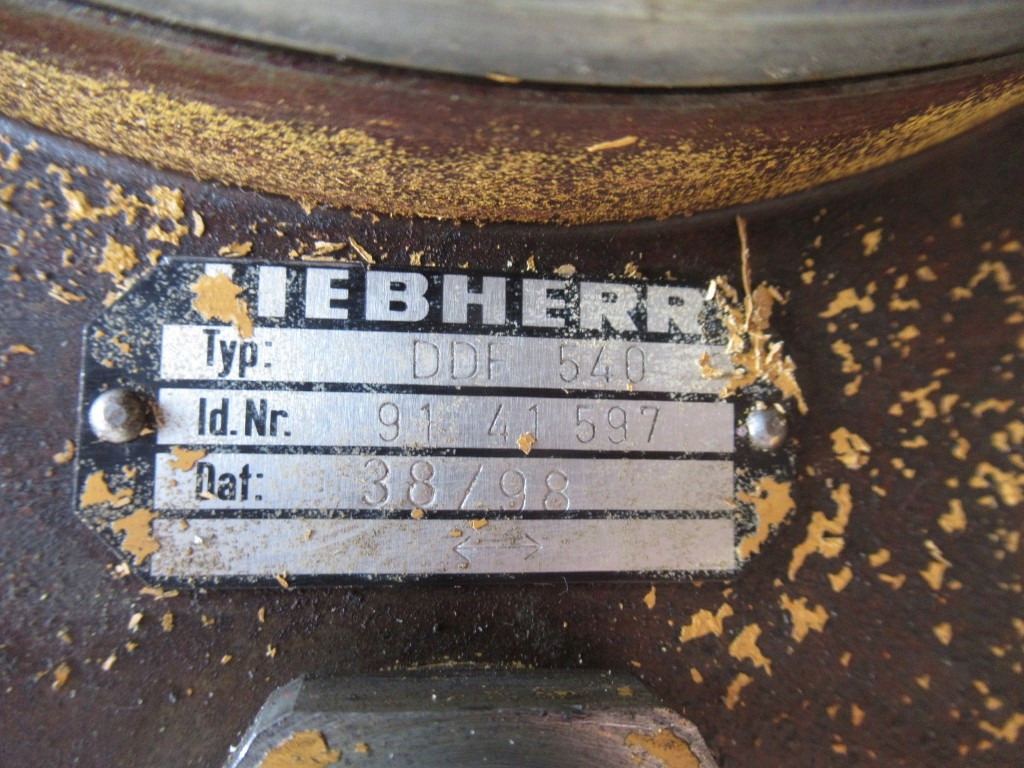 LIEBHERR
Typ: DDF 540
Id. Nr. 91 41 597
Dat: 38/98